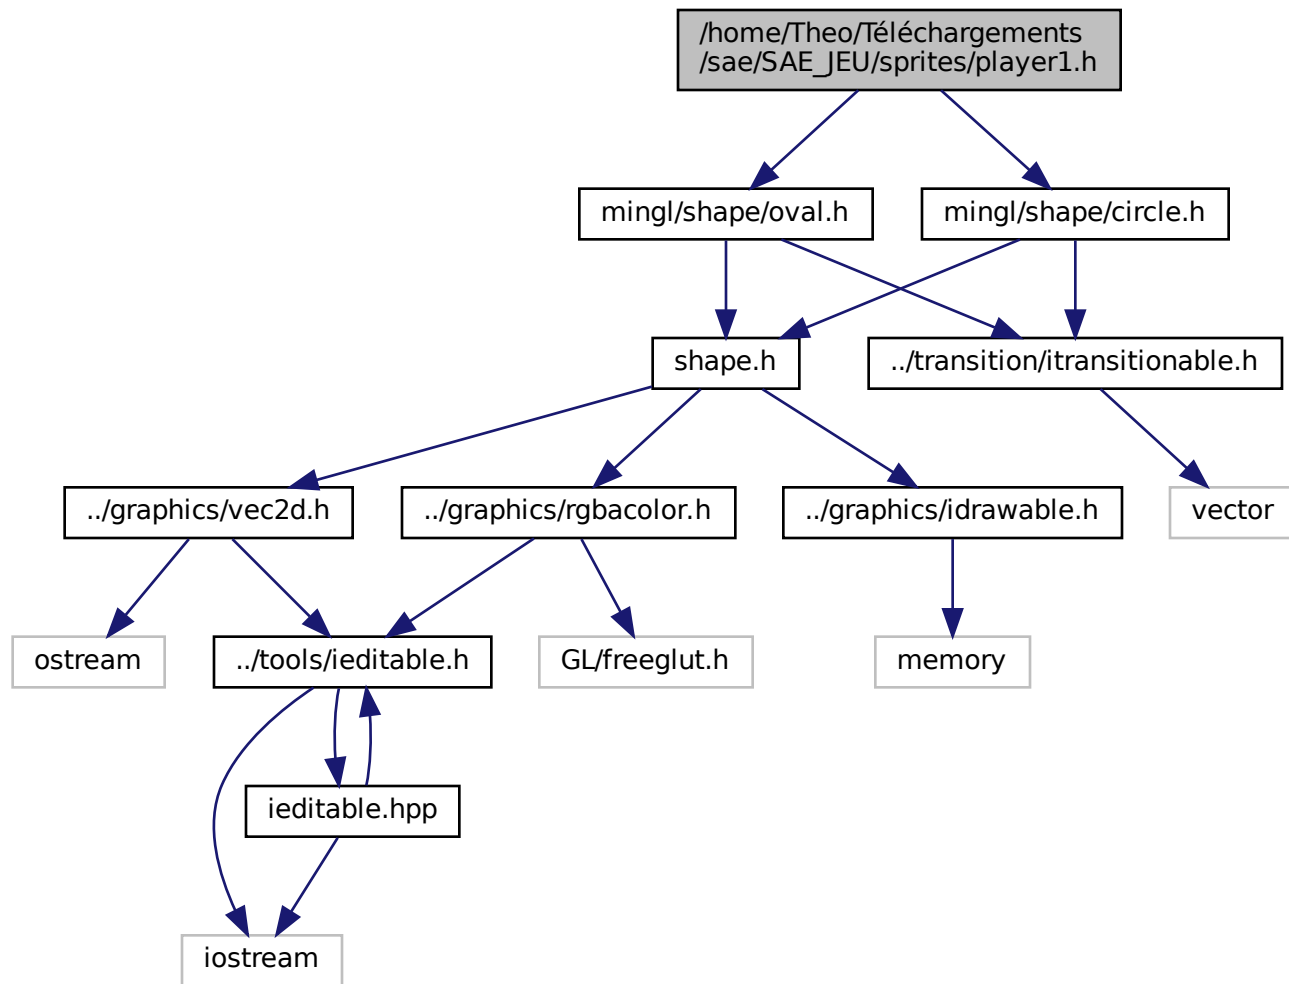 /home/Theo/Téléchargements
/sae/SAE_JEU/sprites/player1.h
mingl/shape/oval.h
mingl/shape/circle.h
shape.h
../transition/itransitionable.h
../graphics/vec2d.h
../graphics/rgbacolor.h
../graphics/idrawable.h
vector
ostream
../tools/ieditable.h
GL/freeglut.h
memory
ieditable.hpp
iostream